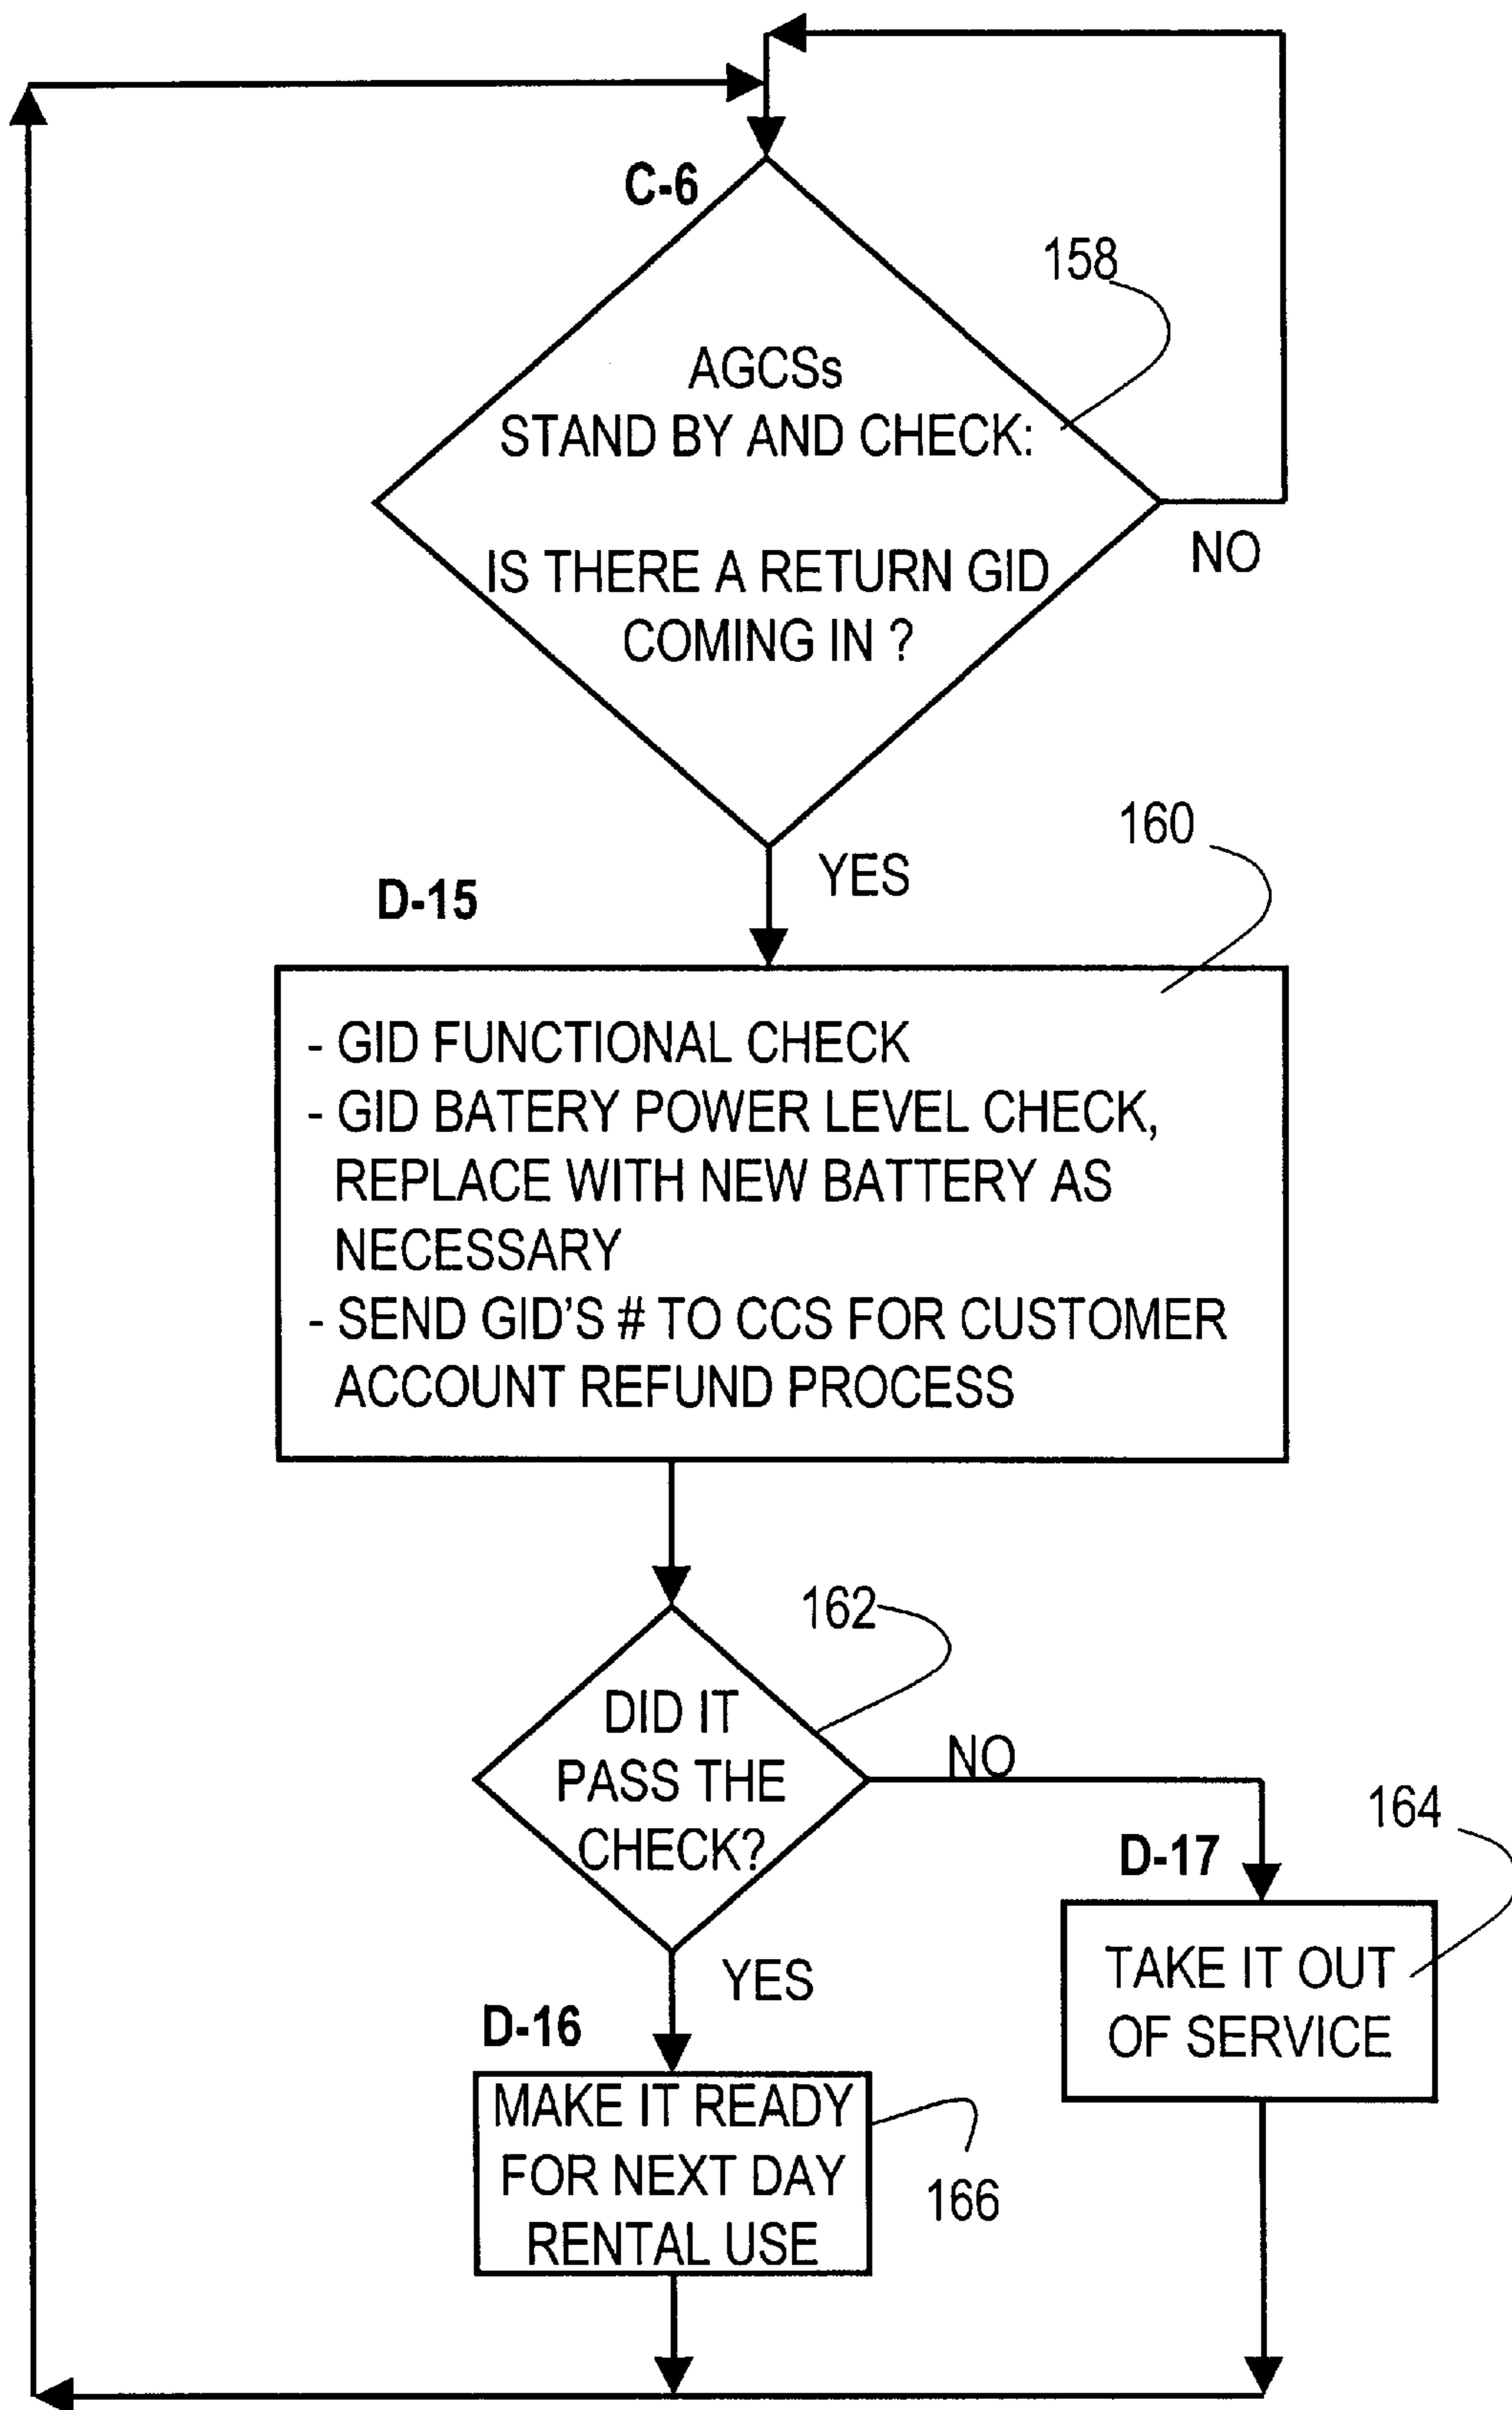 C-6
158
AGCSs
STAND BY AND CHECK:
IS THERE A RETURN GID
COMING IN ?
NO
YES
160
D-15
- GID FUNCTIONAL CHECK
- GID BATERY POWER LEVEL CHECK,
REPLACE WITH NEW BATTERY AS
NECESSARY
- SEND GID'S # TO CCS FOR CUSTOMER
ACCOUNT REFUND PROCESS
162
DID IT
PASS THE
CHECK?
NO
164
D-17
TAKE IT OUT
OF SERVICE
YES
D-16
MAKE IT READY
FOR NEXT DAY
RENTAL USE
166